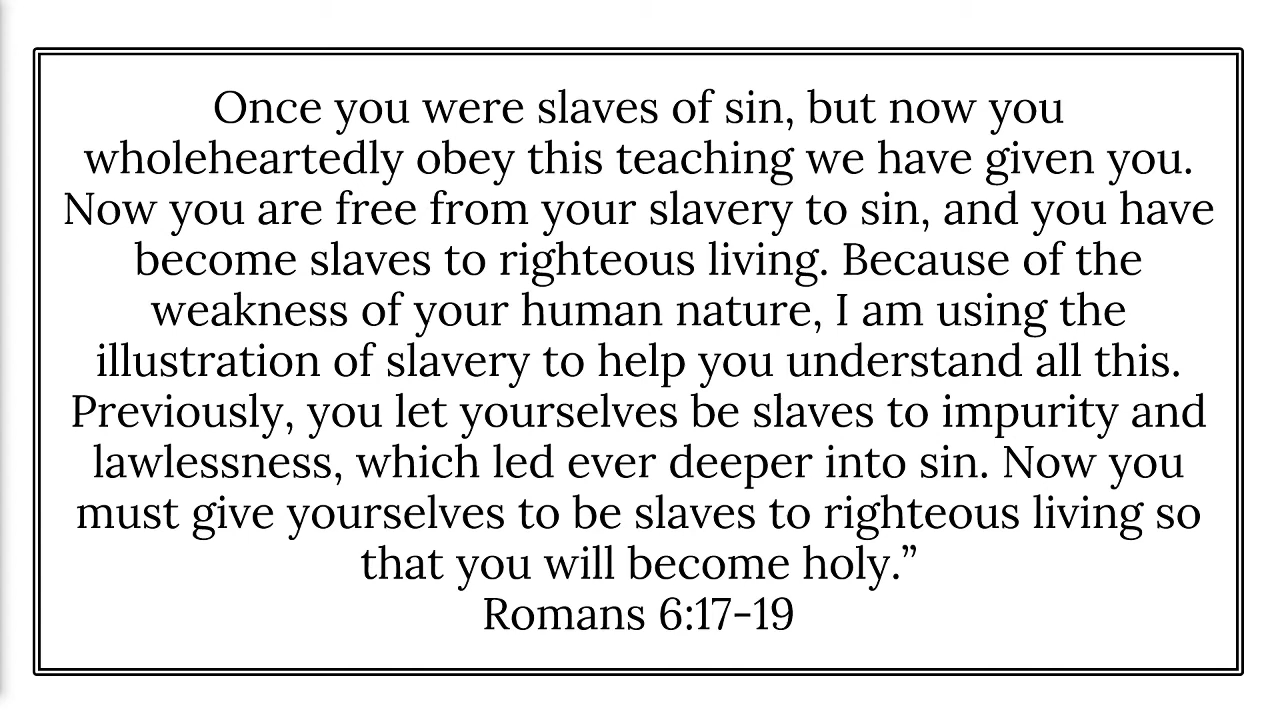 Once you were slaves of sin, but now you
wholeheartedly obey this teaching we have given you.
Now you are free from your slavery to sin, and you have
become slaves to righteous living. Because of the
weakness of your human nature, I am using the
illustration of slavery to help you understand all this.
Previously, you let yourselves be slaves to impurity and
lawlessness, which led ever deeper into sin. Now you
must give yourselves to be slaves to righteous living so
that you will become holy.”
Romans 6:17-19